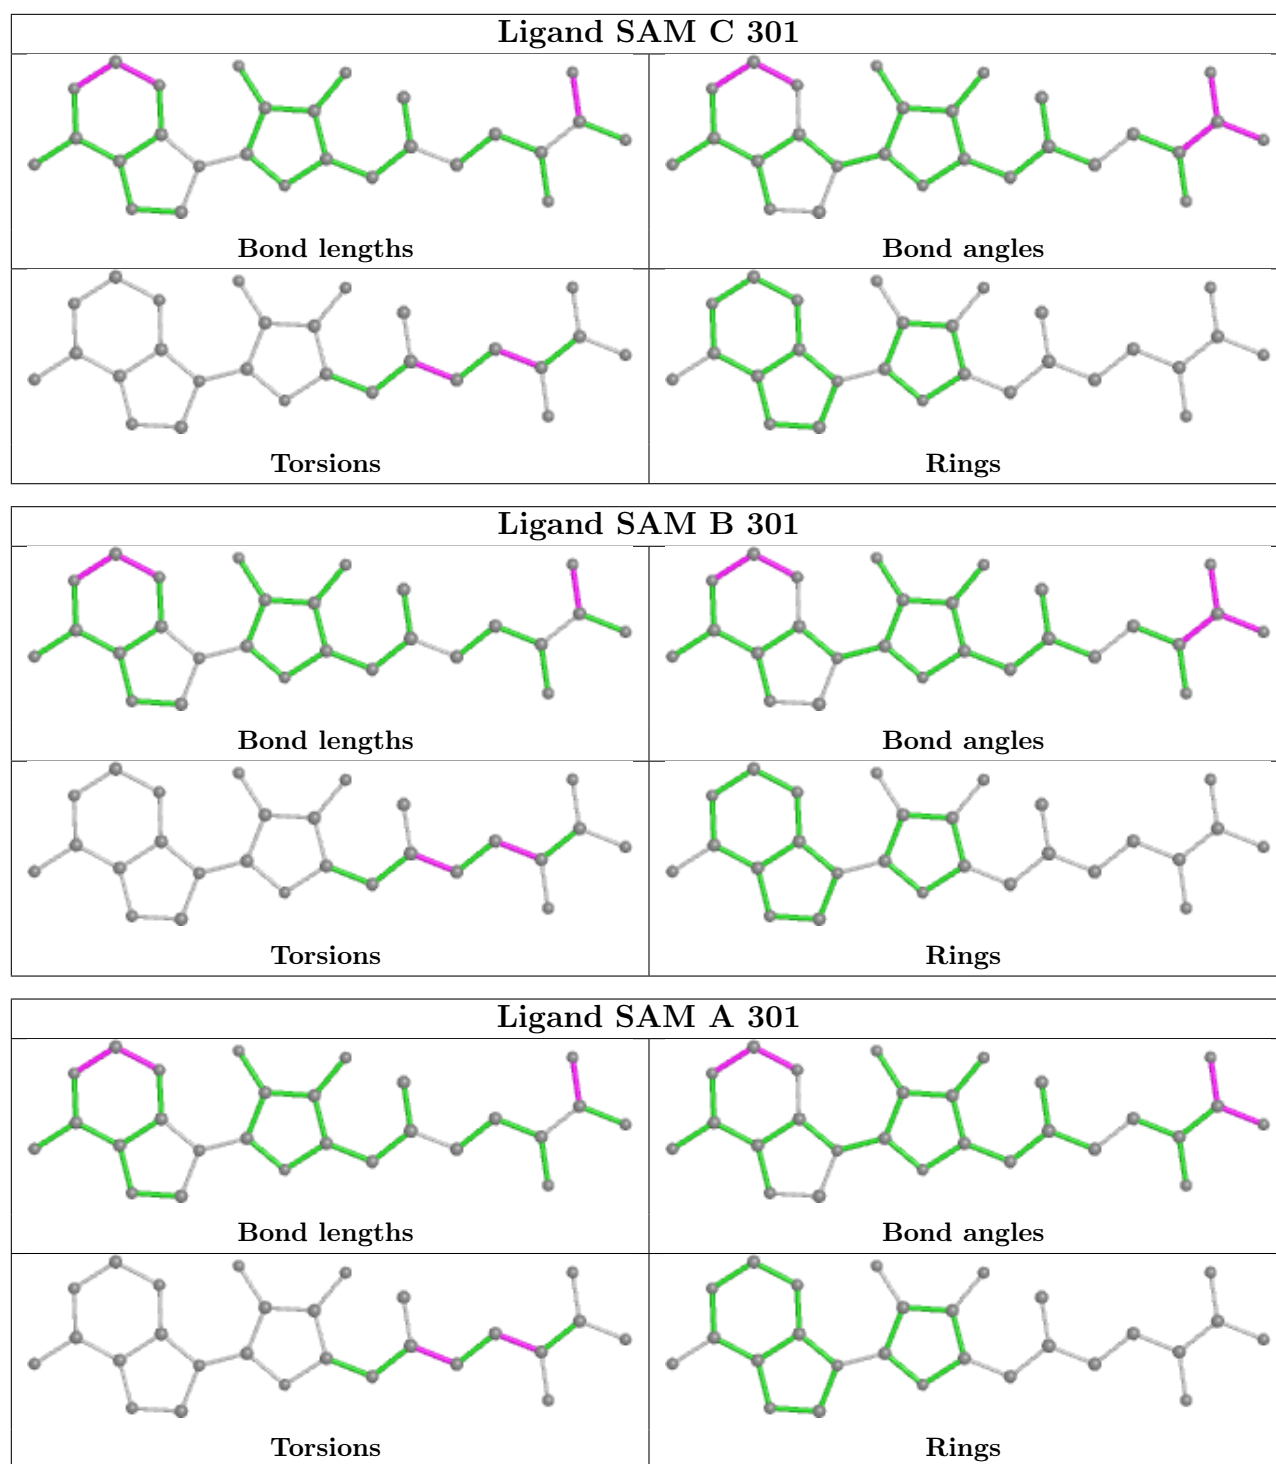 Ligand SAM C 301
Bond lengths
Bond angles
Torsions
Rings
Ligand SAM B 301
Bond lengths
Bond angles
Torsions
Rings
Ligand SAM A 301
Bond lengths
Bond angles
Torsions
Rings